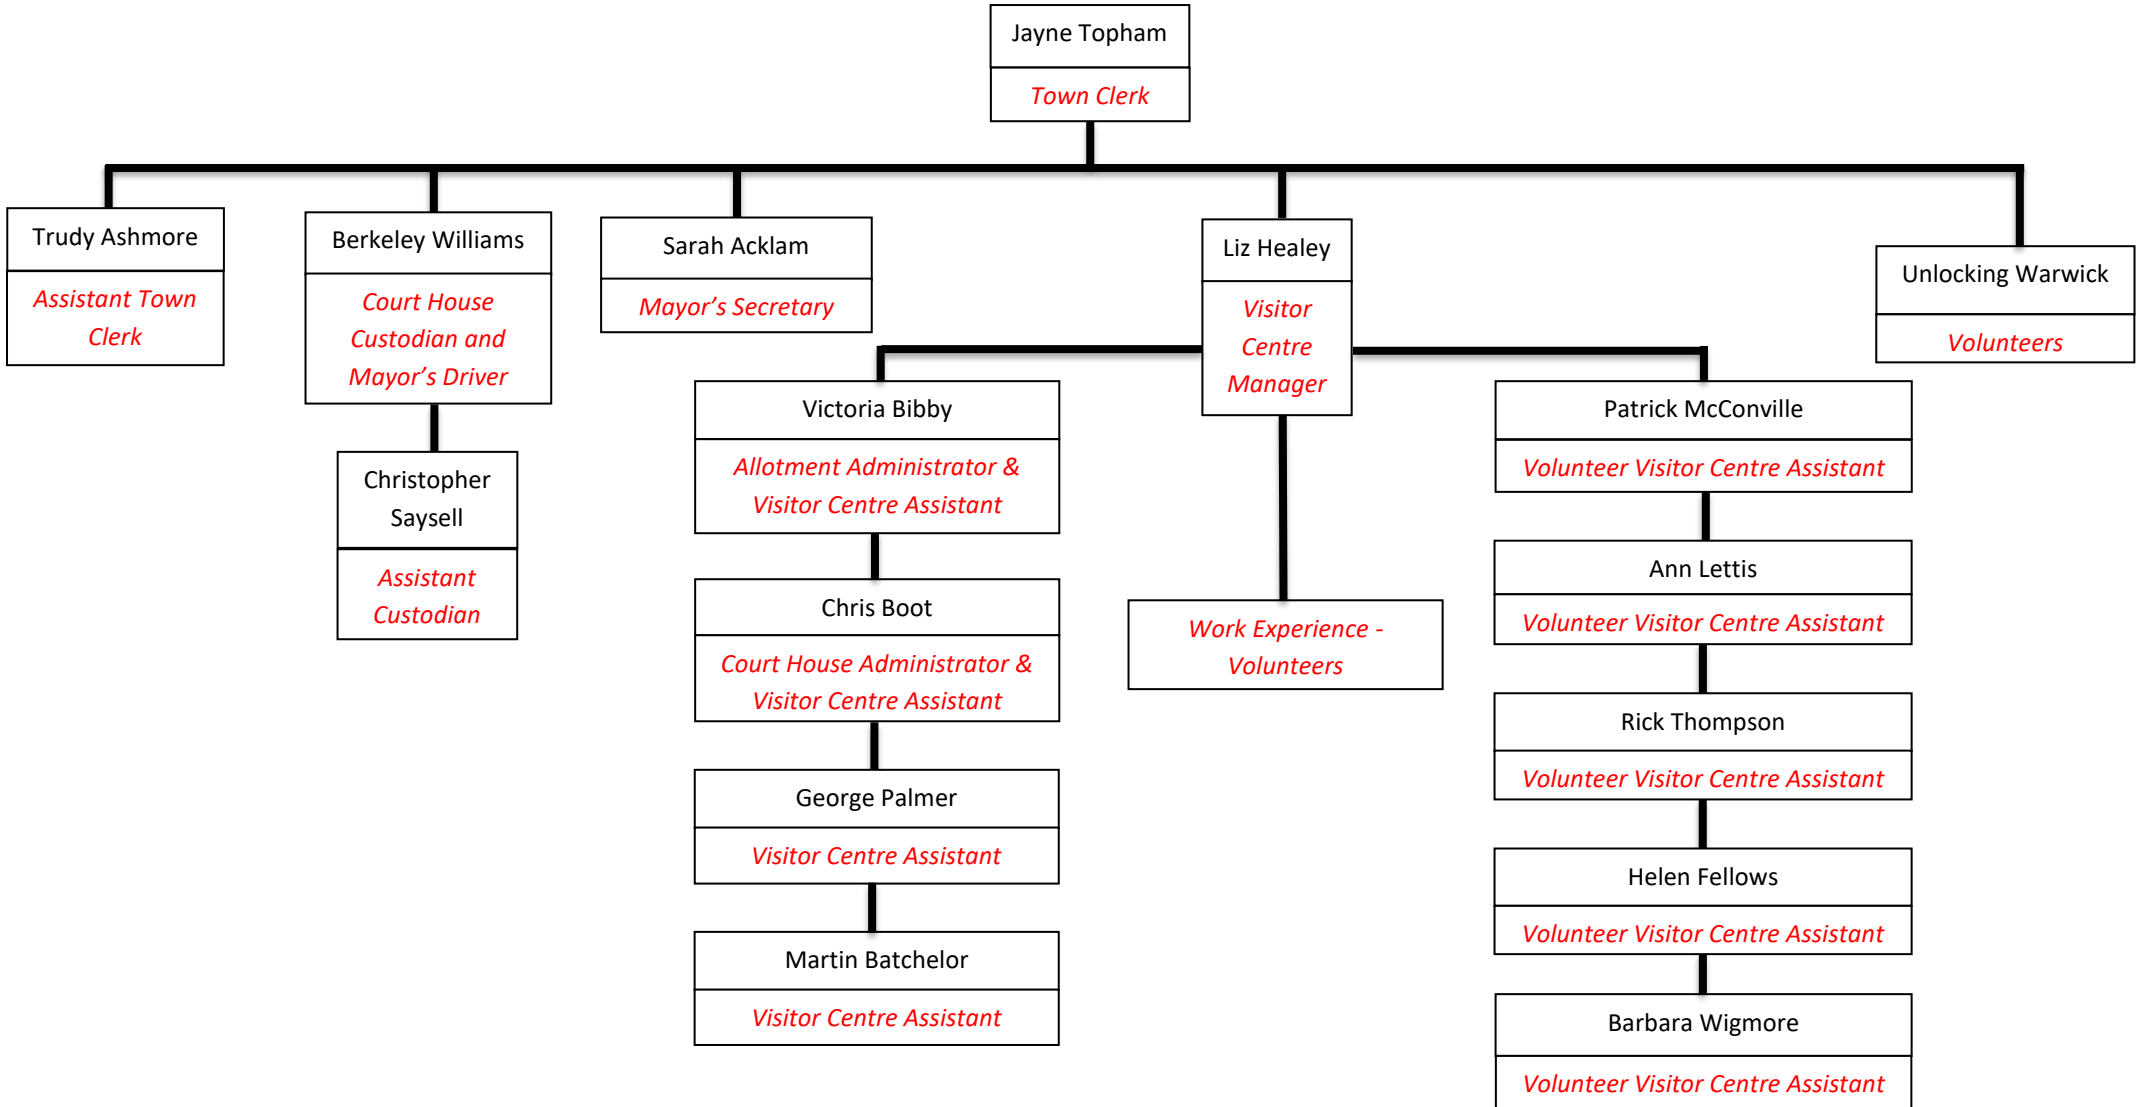 Jayne Topham
Town Clerk
Trudy Ashmore
Assistant Town
Clerk
Berkeley Williams
Court House
Custodian and
Mayor’s Driver
Christopher
Saysell
Assistant
Custodian
Sarah Acklam
Mayor’s Secretary
Liz Healey
Visitor
Centre
Manager
Unlocking Warwick
Volunteers
Victoria Bibby
Allotment Administrator &
Visitor Centre Assistant
Chris Boot
Court House Administrator &
Visitor Centre Assistant
George Palmer
Visitor Centre Assistant
Martin Batchelor
Visitor Centre Assistant
Work Experience -
Volunteers
Patrick McConville
Volunteer Visitor Centre Assistant
Ann Lettis
Volunteer Visitor Centre Assistant
Rick Thompson
Volunteer Visitor Centre Assistant
Helen Fellows
Volunteer Visitor Centre Assistant
Barbara Wigmore
Volunteer Visitor Centre Assistant